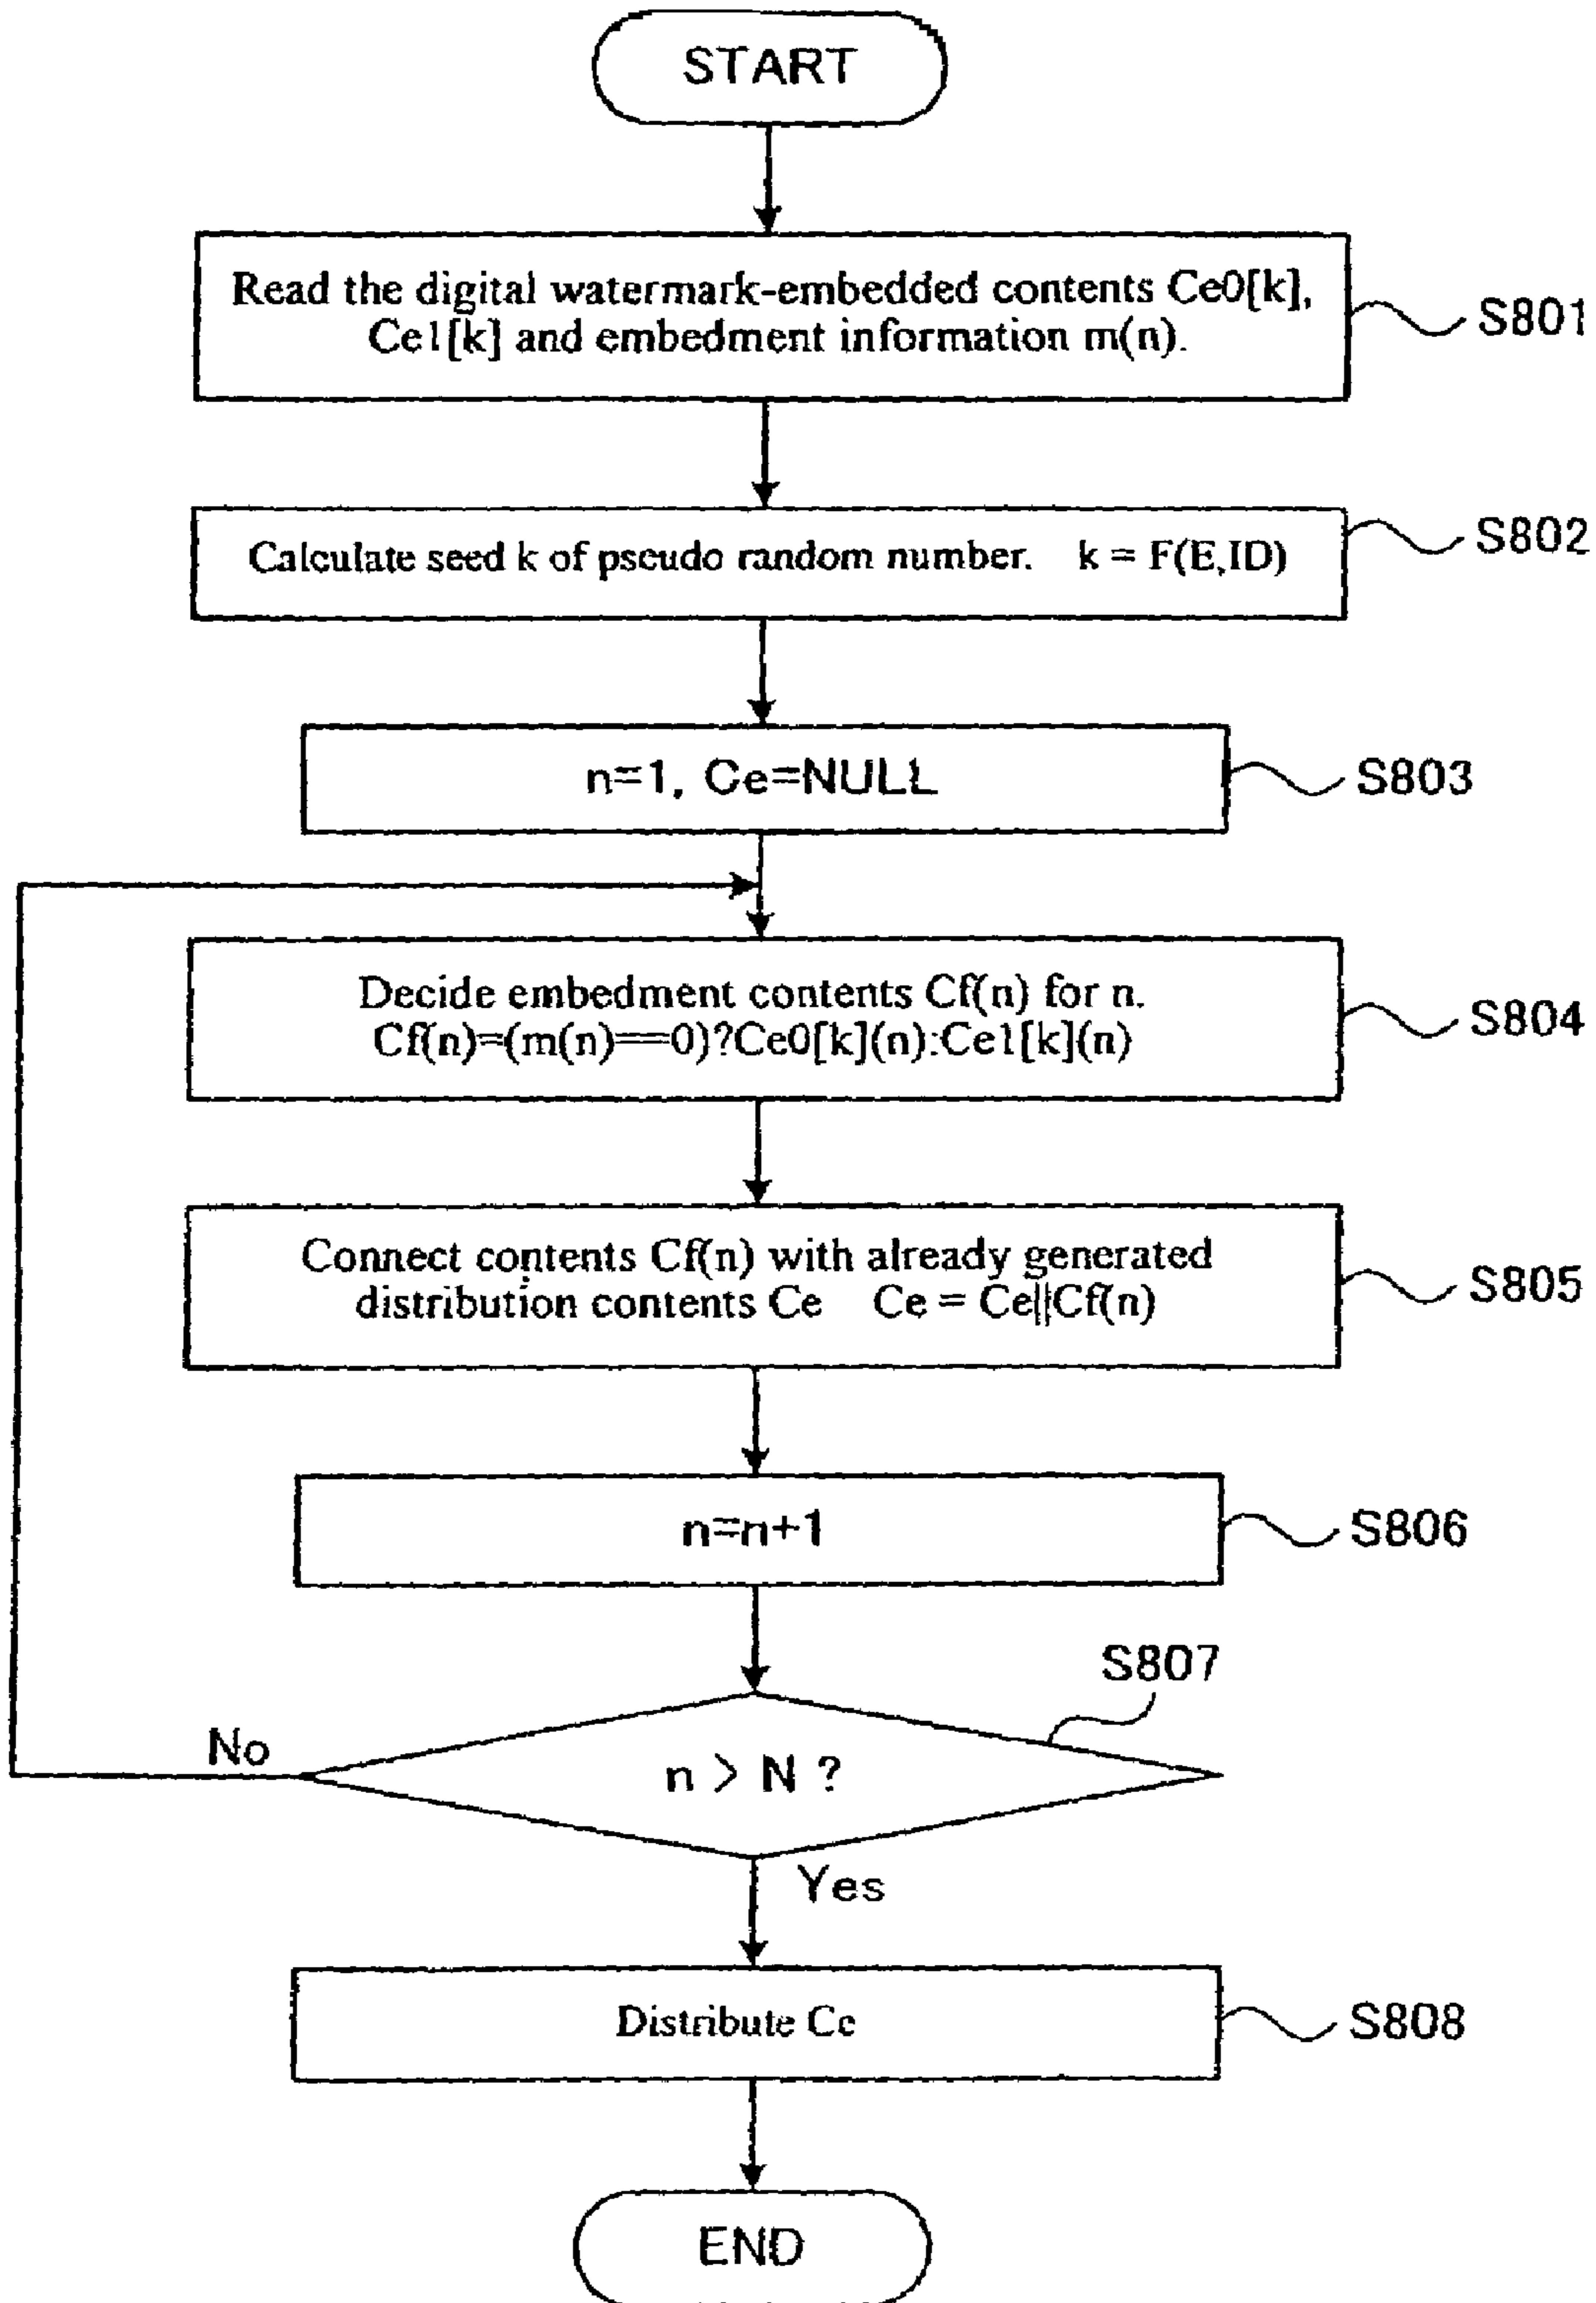 START
Read the digital watermark-embedded contents Ce0[k],
Ce1[k] and embedment information m(n).
S801
Calculate seed k of pseudo random number. k = F(E,ID)
S802
n=1, Ce=NULL
S803
Decide embedment contents Cf(n) for n.
Cf(n)=(m(n)==0)?Ce0[k](n):Ce1[k](n)
S804
Connect contents Cf(n) with already generated
distribution contents Ce Ce = Ce||Cf(n)
S805
n=n+1
S806
S807
No
n > N ?
Yes
Distribute Ce
S808
END